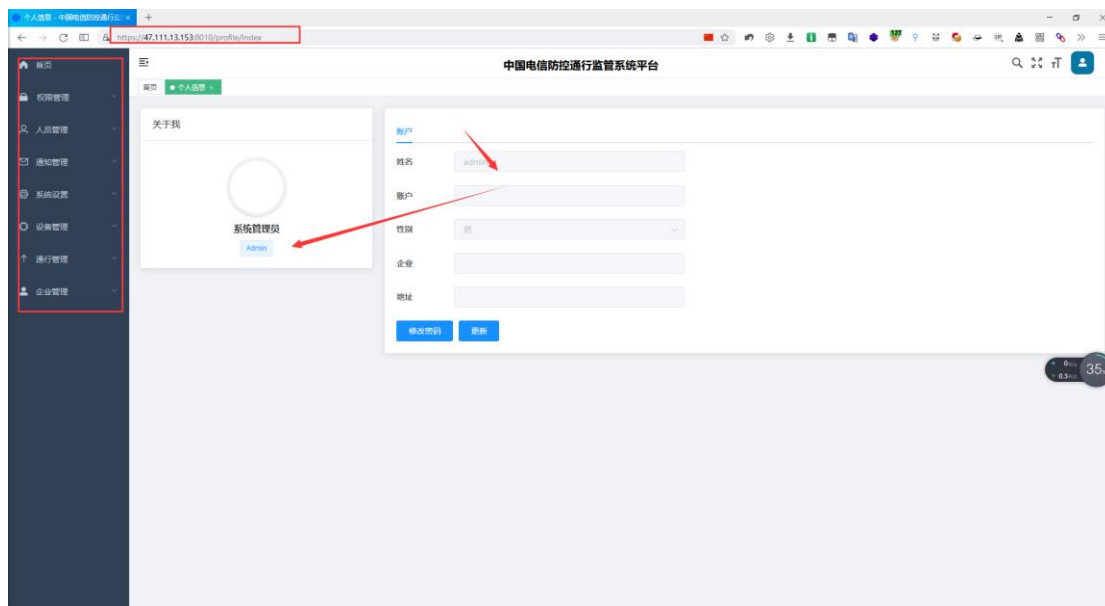 个人信息 - 中国电信防控通行监
https://47.111.13.153:8010/profile/index
首页
权限管理
人员管理
通知管理
系统设置
设备管理
通行管理
企业管理
中国电信防控通行监管系统平台
首页
个人信息 ×
关于我
系统管理员
Admin
账户
姓名
admin
账户
性别
男
企业
地址
修改密码
更新
35